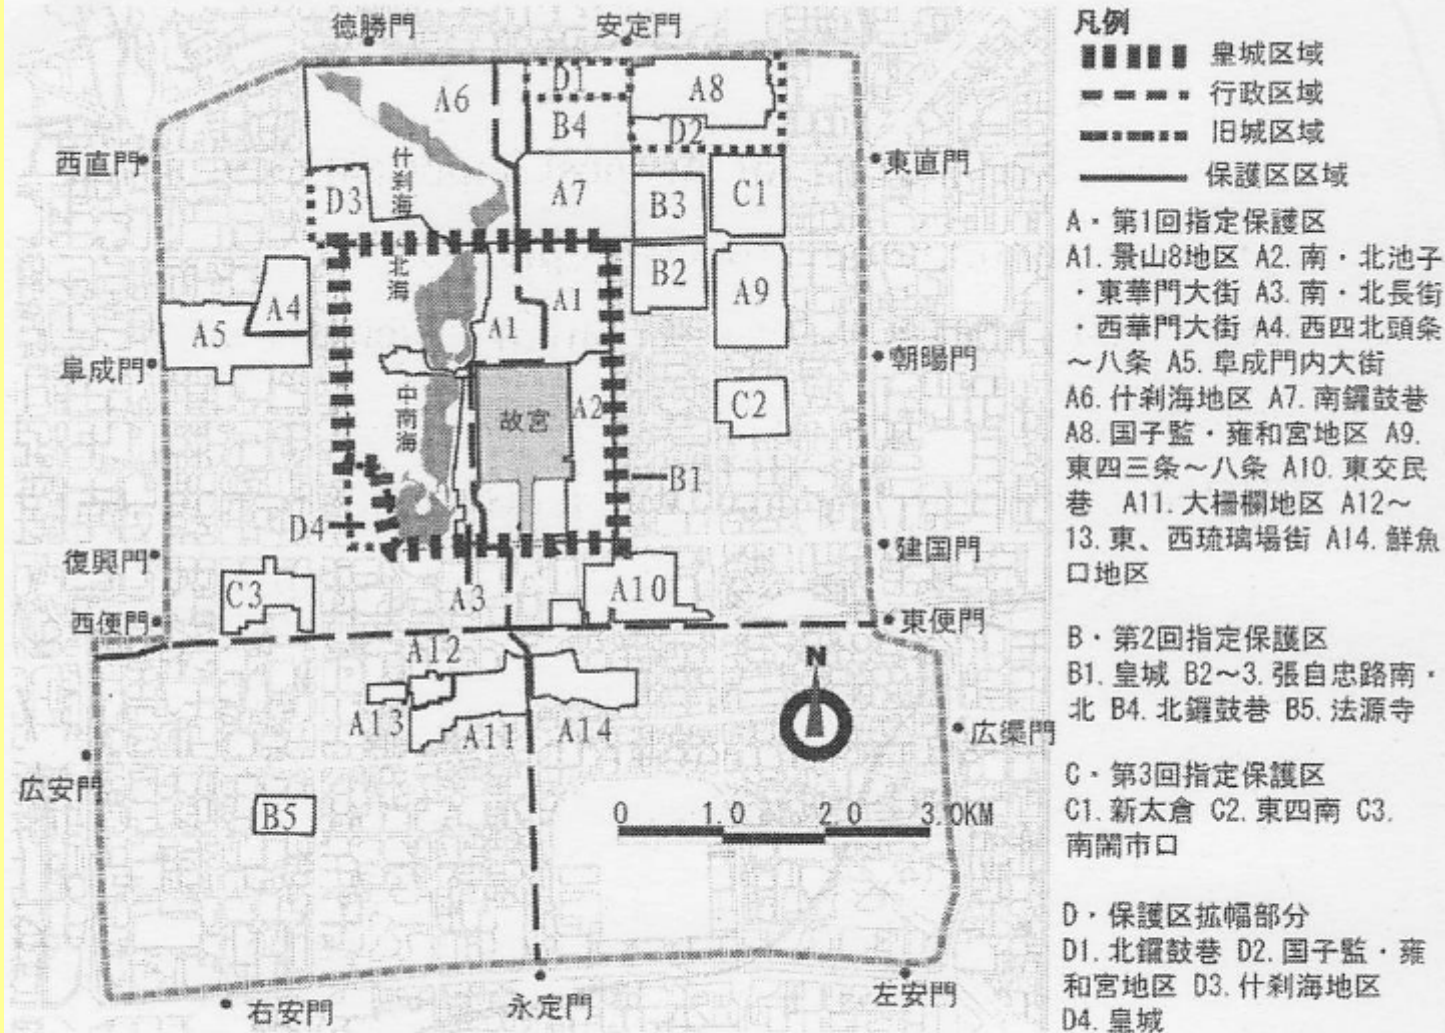 徳勝門
安定門
西直門
東直門
阜成門
朝暘門
復興門
建国門
西便門
東便門
広安門
広渠門
右安門
永定門
左安門
D1
A6
A8
B4
D2
什刹海
D3
A7
B3
C1
北海
B2
A9
A4
A5
A1
A1
中南海
故宮
A2
C2
B1
D4
C3
A3
A10
A12
A13
A11
A14
B5
N
0 1.0 2.0 3.0KM
凡例
皇城区域
行政区域
旧城区域
保護区区域
A・第1回指定保護区
A1.景山8地区 A2.南・北池子
・東華門大街 A3.南・北長街
・西華門大街 A4.西四北頭条
～八条 A5.阜成門内大街
A6.什刹海地区 A7.南鑼鼓巷
A8.国子監・雍和宮地区 A9.
東四三条～八条 A10.東交民
巷 A11.大柵欄地区 A12～
13.東、西琉璃場街 A14.鮮魚
口地区
B・第2回指定保護区
B1.皇城 B2～3.張自忠路南・
北 B4.北鑼鼓巷 B5.法源寺
C・第3回指定保護区
C1.新太倉 C2.東四南 C3.
南閙市口
D・保護区拡幅部分
D1.北鑼鼓巷 D2.国子監・雍
和宮地区 D3.什刹海地区
D4.皇城